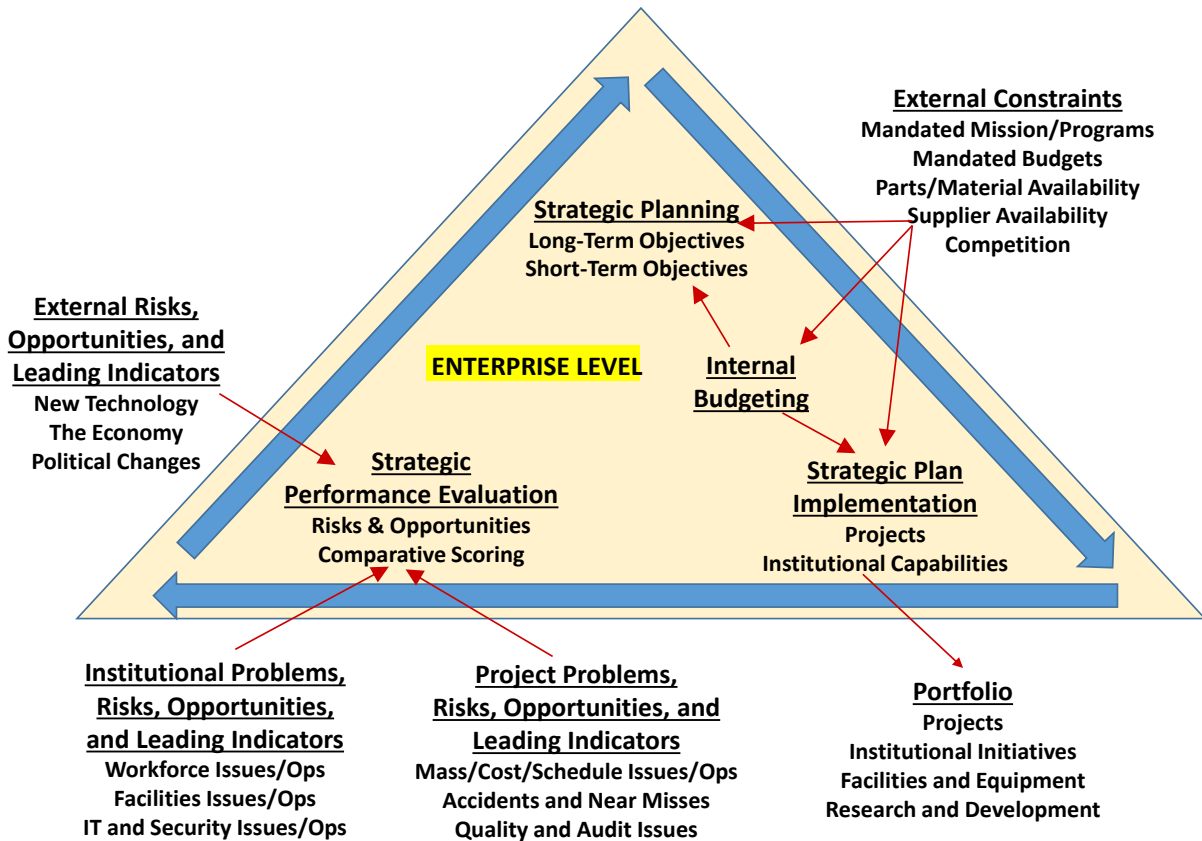 External Constraints
Mandated Mission/Programs
Mandated Budgets
Parts/Material Availability
Supplier Availability
Competition
Strategic Planning
Long-Term Objectives
Short-Term Objectives
External Risks,
Opportunities, and
Leading Indicators
New Technology
The Economy
Political Changes
ENTERPRISE LEVEL
Internal
Budgeting
Strategic
Performance Evaluation
Risks & Opportunities
Comparative Scoring
Strategic Plan
Implementation
Projects
Institutional Capabilities
Institutional Problems,
Risks, Opportunities,
and Leading Indicators
Workforce Issues/Ops
Facilities Issues/Ops
IT and Security Issues/Ops
Project Problems,
Risks, Opportunities, and
Leading Indicators
Mass/Cost/Schedule Issues/Ops
Accidents and Near Misses
Quality and Audit Issues
Portfolio
Projects
Institutional Initiatives
Facilities and Equipment
Research and Development